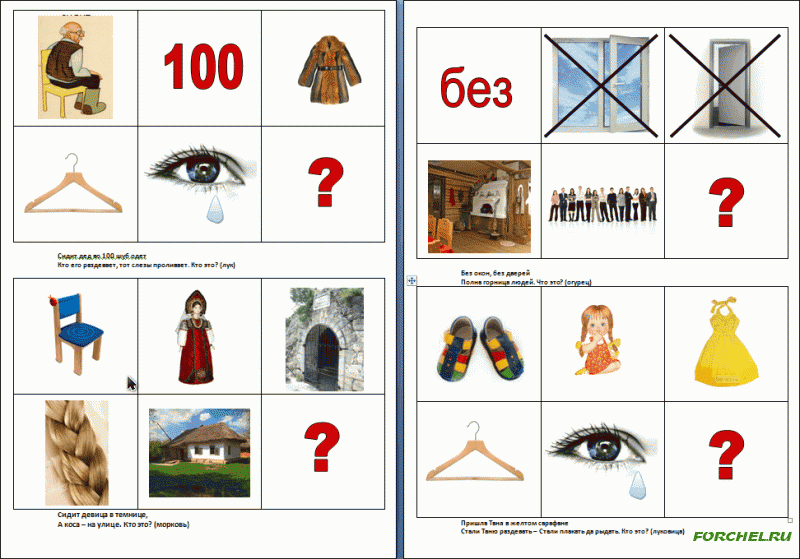 100
?
Сидит дед во 100 шуб одет
Кто его раздевает, тот слезы проливает. Кто это? (лук)
?
Сидит девица в темнице,
А коса – на улице. Кто это? (морковь)
без
?
Без окон, без дверей
Полна горница людей. Что это? (огурец)
?
Пришла Таня в желтом сарафане
Стали Таню раздевать – Стали плакать да рыдать. Кто это? (луковица)
FORCHEL.RU